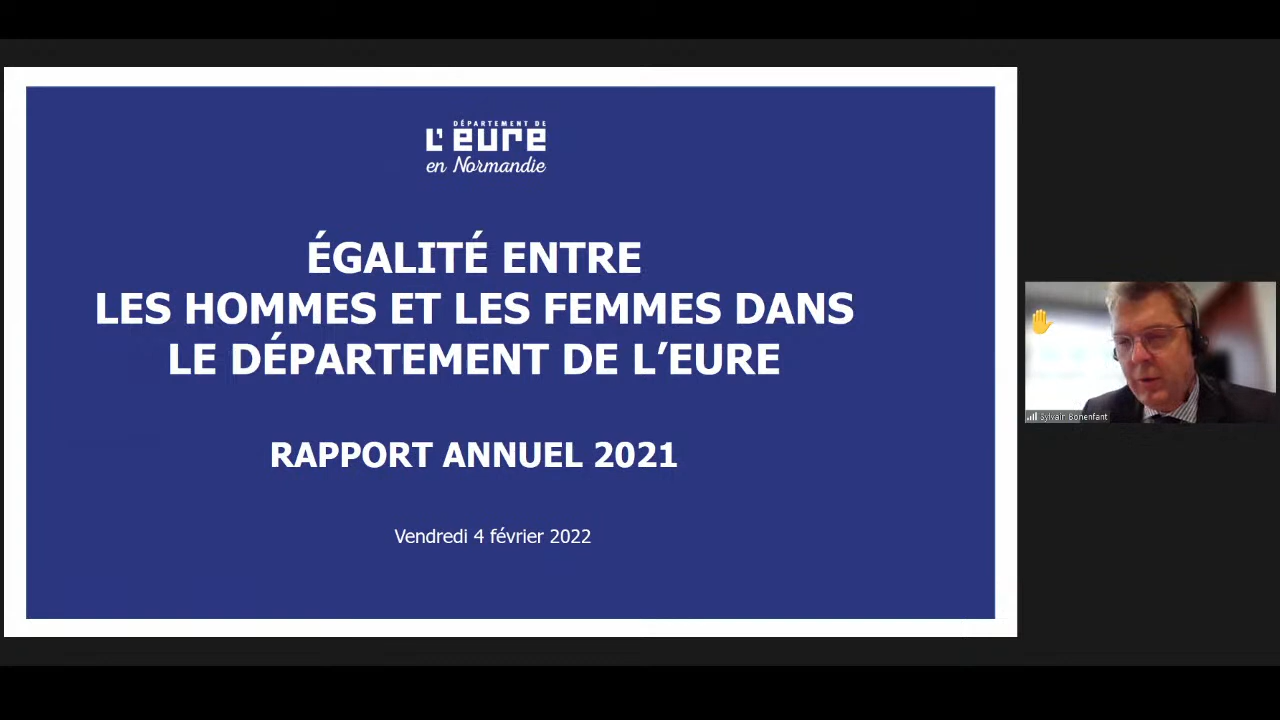 DÉPARTEMENT DE
L'eure
en Normandie
ÉGALITÉ ENTRE
LES HOMMES ET LES FEMMES DANS
LE DÉPARTEMENT DE L’EURE
RAPPORT ANNUEL 2021
Vendredi 4 février 2022
Sylvain Bonenfant